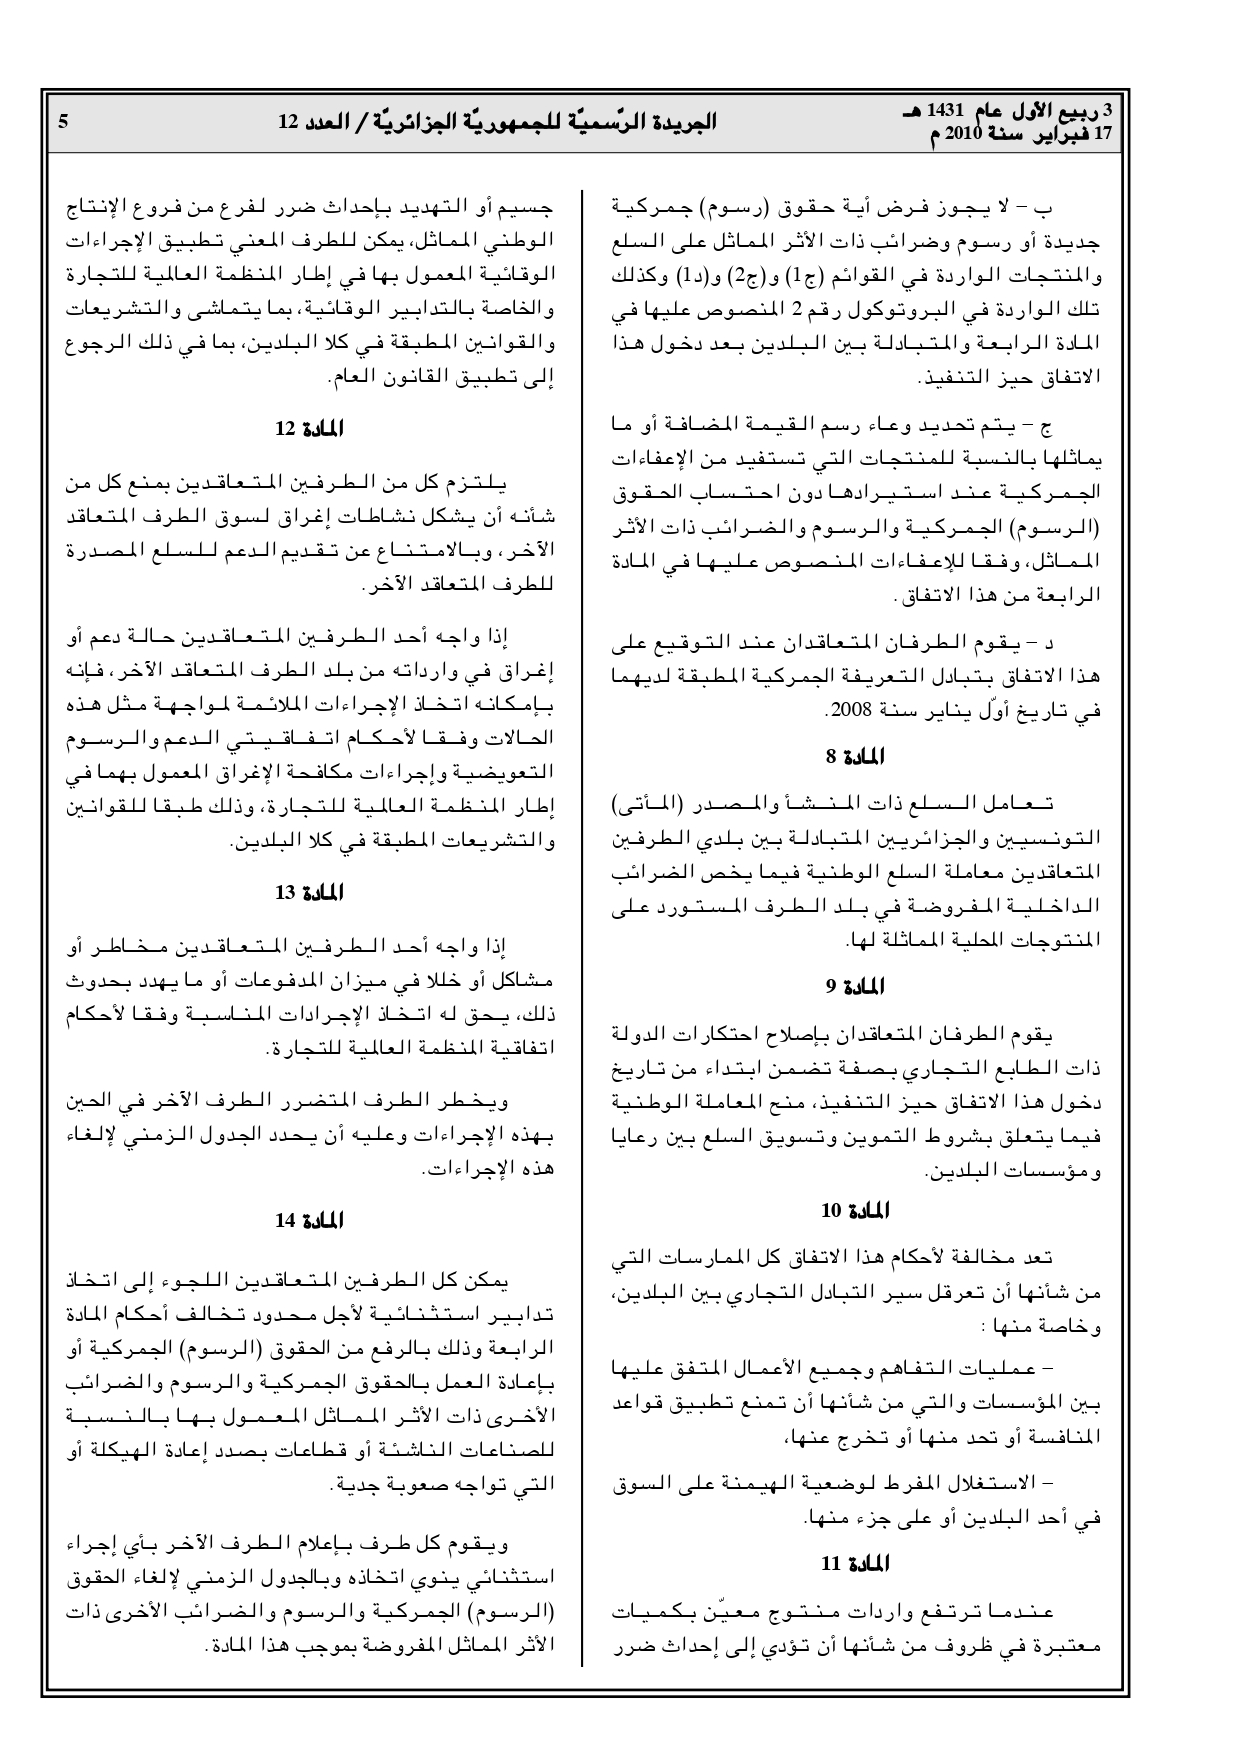 3 ربيع الأول عام 1431 هـ
17 فبراير سنة 2010 م
الجريدة الرّسميّة للجمهوريّة الجزائريّة / العدد 12
5
ب – لا يجوز فرض أية حقوق (رسوم) جمركية
جديدة أو رسوم وضرائب ذات الأثر المماثل على السلع
والمنتجات الواردة في القوائم (ج1) و(ج2) و(د1) وكذلك
تلك الواردة في البروتوكول رقم 2 المنصوص عليها في
المادة الرابعة والمتبادلة بين البلدين بعد دخول هذا
الاتفاق حيز التنفيذ.
ج – يتم تحديد وعاء رسم القيمة المضافة أو ما
يماثلها بالنسبة للمنتجات التي تستفيد من الإعفاءات
الجمركية عند استيرادها دون احتساب الحقوق
(الرسوم) الجمركية والرسوم والضرائب ذات الأثر
المماثل، وفقا للإعفاءات المنصوص عليها في المادة
الرابعة من هذا الاتفاق.
د – يقوم الطرفان المتعاقدان عند التوقيع على
هذا الاتفاق بتبادل التعريفة الجمركية المطبقة لديهما
في تاريخ أوّل يناير سنة 2008.
المادة 8
تعامل السلع ذات المنشأ والمصدر (المأتى)
التونسيين والجزائريين المتبادلة بين بلدي الطرفين
المتعاقدين معاملة السلع الوطنية فيما يخص الضرائب
الداخلية المفروضة في بلد الطرف المستورد على
المنتوجات المحلية المماثلة لها.
المادة 9
يقوم الطرفان المتعاقدان بإصلاح احتكارات الدولة
ذات الطابع التجاري بصفة تضمن ابتداء من تاريخ
دخول هذا الاتفاق حيز التنفيذ، منح المعاملة الوطنية
فيما يتعلق بشروط التموين وتسويق السلع بين رعايا
ومؤسسات البلدين.
المادة 10
تعد مخالفة لأحكام هذا الاتفاق كل الممارسات التي
من شأنها أن تعرقل سير التبادل التجاري بين البلدين،
وخاصة منها :
– عمليات التفاهم وجميع الأعمال المتفق عليها
بين المؤسسات والتي من شأنها أن تمنع تطبيق قواعد
المنافسة أو تحد منها أو تخرج عنها،
– الاستغلال المفرط لوضعية الهيمنة على السوق
في أحد البلدين أو على جزء منها.
المادة 11
عندما ترتفع واردات منتوج معيّن بكميات
معتبرة في ظروف من شأنها أن تؤدي إلى إحداث ضرر
جسيم أو التهديد بإحداث ضرر لفرع من فروع الإنتاج
الوطني المماثل، يمكن للطرف المعني تطبيق الإجراءات
الوقائية المعمول بها في إطار المنظمة العالمية للتجارة
والخاصة بالتدابير الوقائية، بما يتماشى والتشريعات
والقوانين المطبقة في كلا البلدين، بما في ذلك الرجوع
إلى تطبيق القانون العام.
المادة 12
يلتزم كل من الطرفين المتعاقدين بمنع كل من
شأنه أن يشكل نشاطات إغراق لسوق الطرف المتعاقد
الآخر، وبالامتناع عن تقديم الدعم للسلع المصدرة
للطرف المتعاقد الآخر.
إذا واجه أحد الطرفين المتعاقدين حالة دعم أو
إغراق في وارداته من بلد الطرف المتعاقد الآخر، فإنه
بإمكانه اتخاذ الإجراءات الملائمة لمواجهة مثل هذه
الحالات وفقا لأحكام اتفاقيتي الدعم والرسوم
التعويضية وإجراءات مكافحة الإغراق المعمول بهما في
إطار المنظمة العالمية للتجارة، وذلك طبقا للقوانين
والتشريعات المطبقة في كلا البلدين.
المادة 13
إذا واجه أحد الطرفين المتعاقدين مخاطر أو
مشاكل أو خللا في ميزان المدفوعات أو ما يهدد بحدوث
ذلك، يحق له اتخاذ الإجرادات المناسبة وفقا لأحكام
اتفاقية المنظمة العالمية للتجارة.
ويخطر الطرف المتضرر الطرف الآخر في الحين
بهذه الإجراءات وعليه أن يحدد الجدول الزمني لإلغاء
هذه الإجراءات.
المادة 14
يمكن كل الطرفين المتعاقدين اللجوء إلى اتخاذ
تدابير استثنائية لأجل محدود تخالف أحكام المادة
الرابعة وذلك بالرفع من الحقوق (الرسوم) الجمركية أو
بإعادة العمل بالحقوق الجمركية والرسوم والضرائب
الأخرى ذات الأثر المماثل المعمول بها بالنسبة
للصناعات الناشئة أو قطاعات بصدد إعادة الهيكلة أو
التي تواجه صعوبة جدية.
ويقوم كل طرف بإعلام الطرف الآخر بأي إجراء
استثنائي ينوي اتخاذه وبالجدول الزمني لإلغاء الحقوق
(الرسوم) الجمركية والرسوم والضرائب الأخرى ذات
الأثر المماثل المفروضة بموجب هذا المادة.